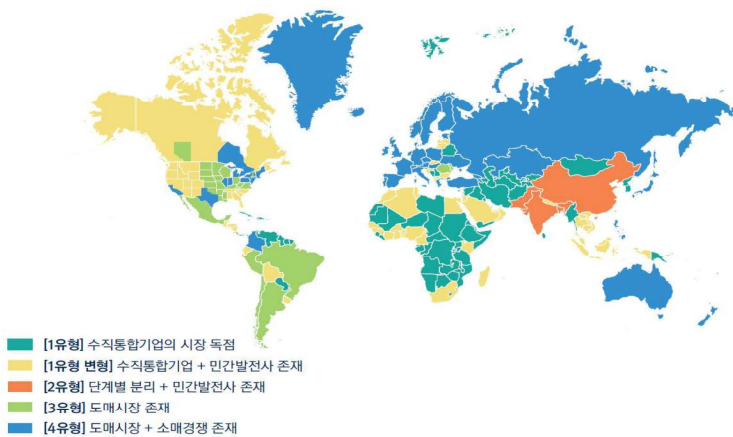 [1유형] 수직통합기업의 시장 독점
[1유형 변형] 수직통합기업 + 민간발전사 존재
[2유형] 단계별 분리 + 민간발전사 존재
[3유형] 도매시장 존재
[4유형] 도매시장 + 소매경쟁 존재